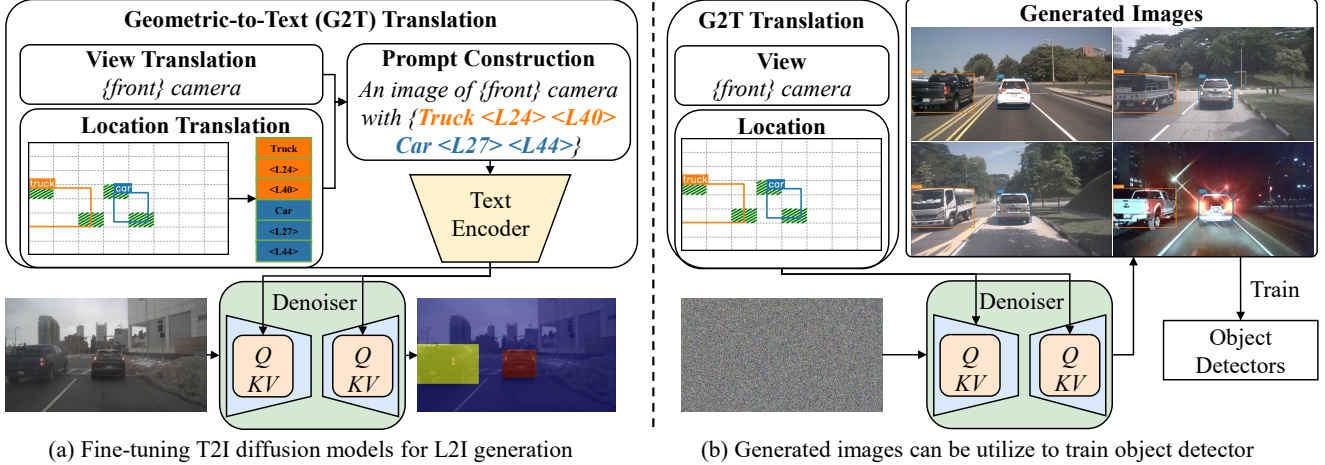 Geometric-to-Text (G2T) Translation
View Translation
{front} camera
Location Translation
truck
car
Truck
<L24>
<L40>
Car
<L27>
<L44>
Prompt Construction
An image of {front} camera
with {Truck <L24> <L40>
Car <L27> <L44>}
Text
Encoder
Denoiser
Q
KV
Q
KV
(a) Fine-tuning T2I diffusion models for L2I generation
G2T Translation
View
{front} camera
Location
truck
car
Generated Images
Denoiser
Q
KV
Q
KV
Train
Object
Detectors
(b) Generated images can be utilize to train object detector